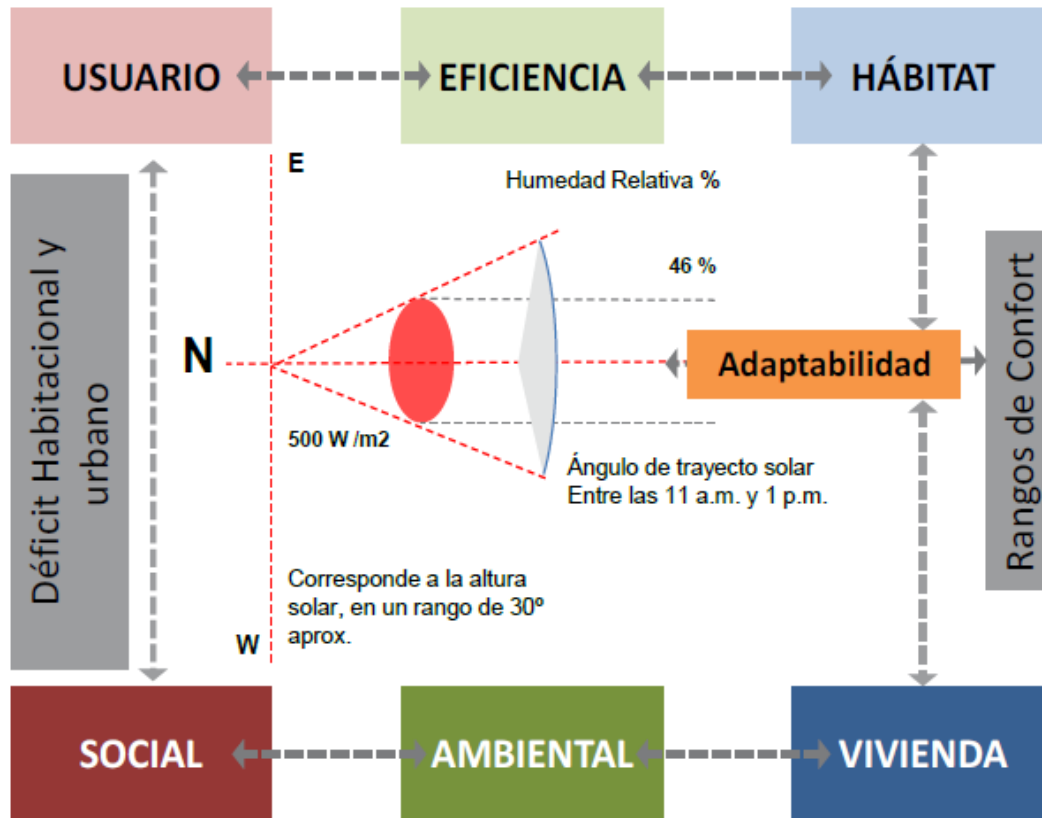 USUARIO
EFICIENCIA
HÁBITAT
E
Humedad Relativa %
46 %
Déficit Habitacional y
urbano
N
Adaptabilidad
Rangos de Confort
500 W /m2
Ángulo de trayecto solar
Entre las 11 a.m. y 1 p.m.
Corresponde a la altura
solar, en un rango de 30º
aprox.
W
SOCIAL
AMBIENTAL
VIVIENDA